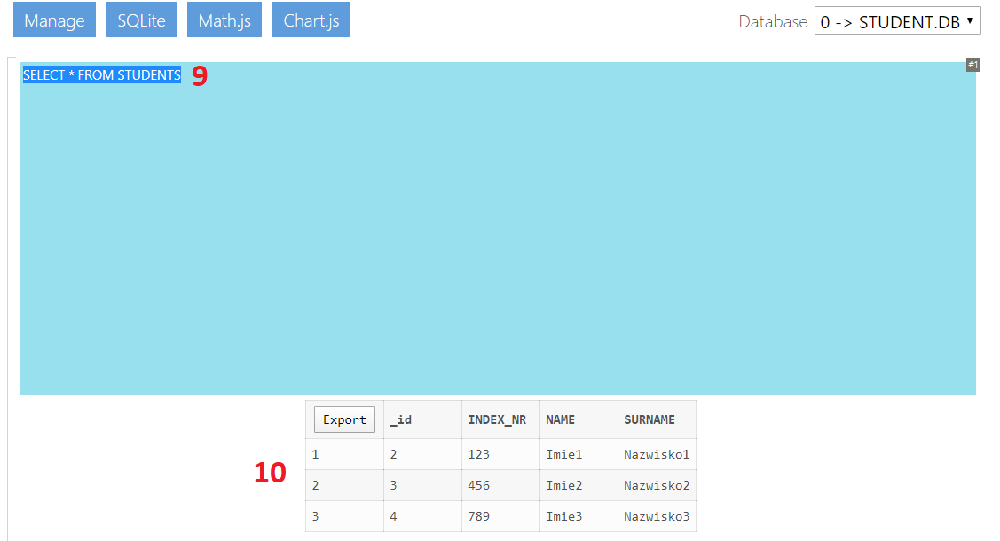 Manage SQLite Math.js Chart.js Database 0 -> STUDENT.DB
#1
SELECT * FROM STUDENTS 9
Export _id INDEX_NR NAME SURNAME
1 2 123 Imie1 Nazwisko1
10
2 3 456 Imie2 Nazwisko2
3 4 789 Imie3 Nazwisko3